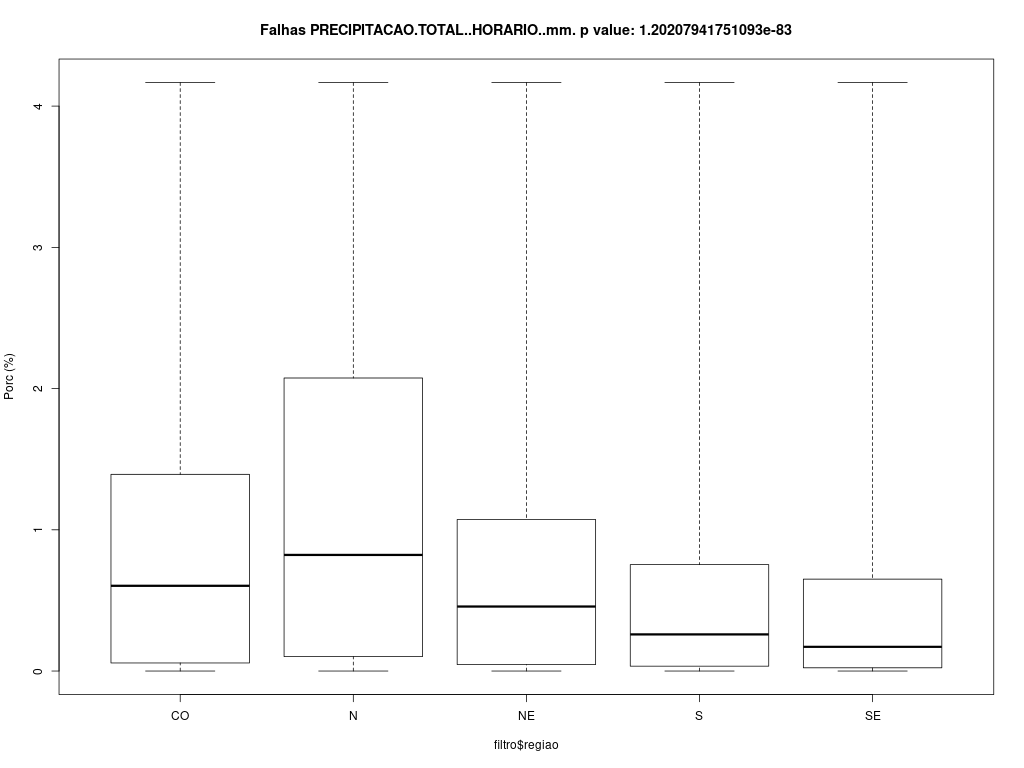 Falhas PRECIPITACAO.TOTAL..HORARIO..mm. p value: 1.20207941751093e-83
Porc (%)
4
3
2
1
0
CO N NE S SE
filtro$regiao